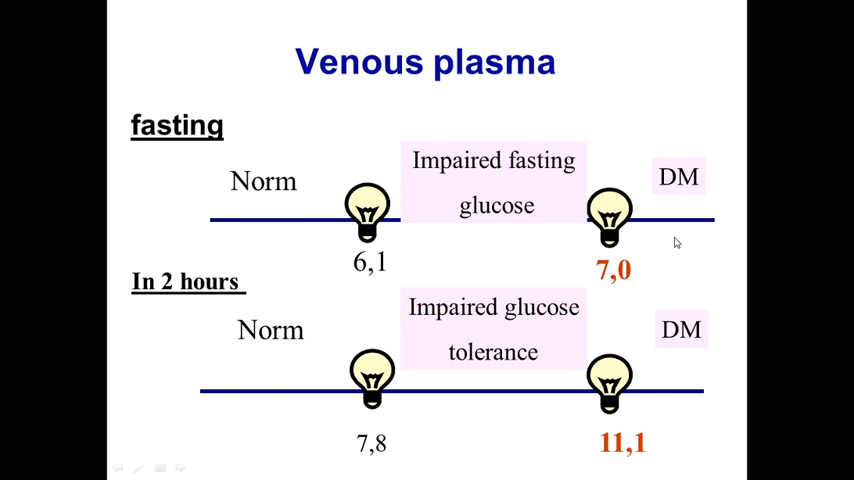 Venous plasma
fasting
Norm
Impaired fasting
glucose
DM
6,1
7,0
In 2 hours
Norm
Impaired glucose
tolerance
DM
7,8
11,1